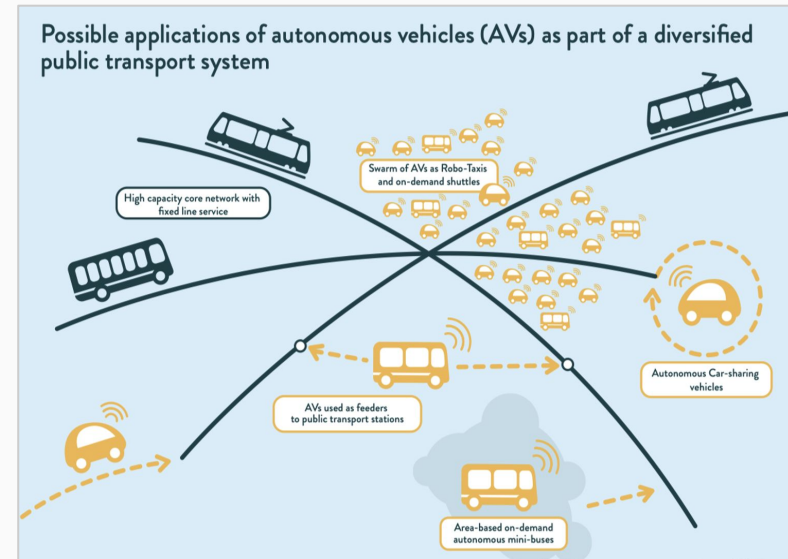 Possible applications of autonomous vehicles (AVs) as part of a diversified
public transport system
Swarm of AVs as Robo-Taxis
and on-demand shuttles
High capacity core network with
fixed line service
Autonomous Car-sharing
vehicles
AVs used as feeders
to public transport stations
Area-based on-demand
autonomous mini-buses